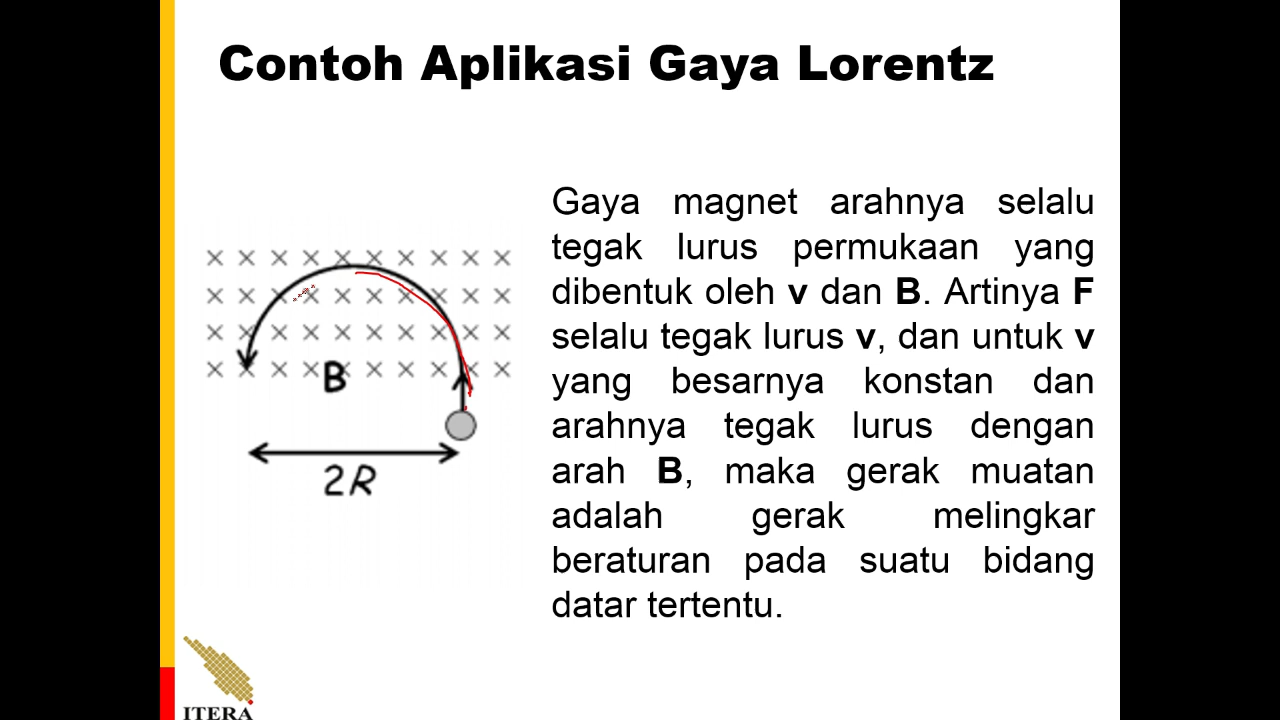 Contoh Aplikasi Gaya Lorentz
Gaya magnet arahnya selalu
tegak lurus permukaan yang
dibentuk oleh v dan B. Artinya F
selalu tegak lurus v, dan untuk v
yang besarnya konstan dan
arahnya tegak lurus dengan
arah B, maka gerak muatan
adalah gerak melingkar
beraturan pada suatu bidang
datar tertentu.
B
2R
ITERA